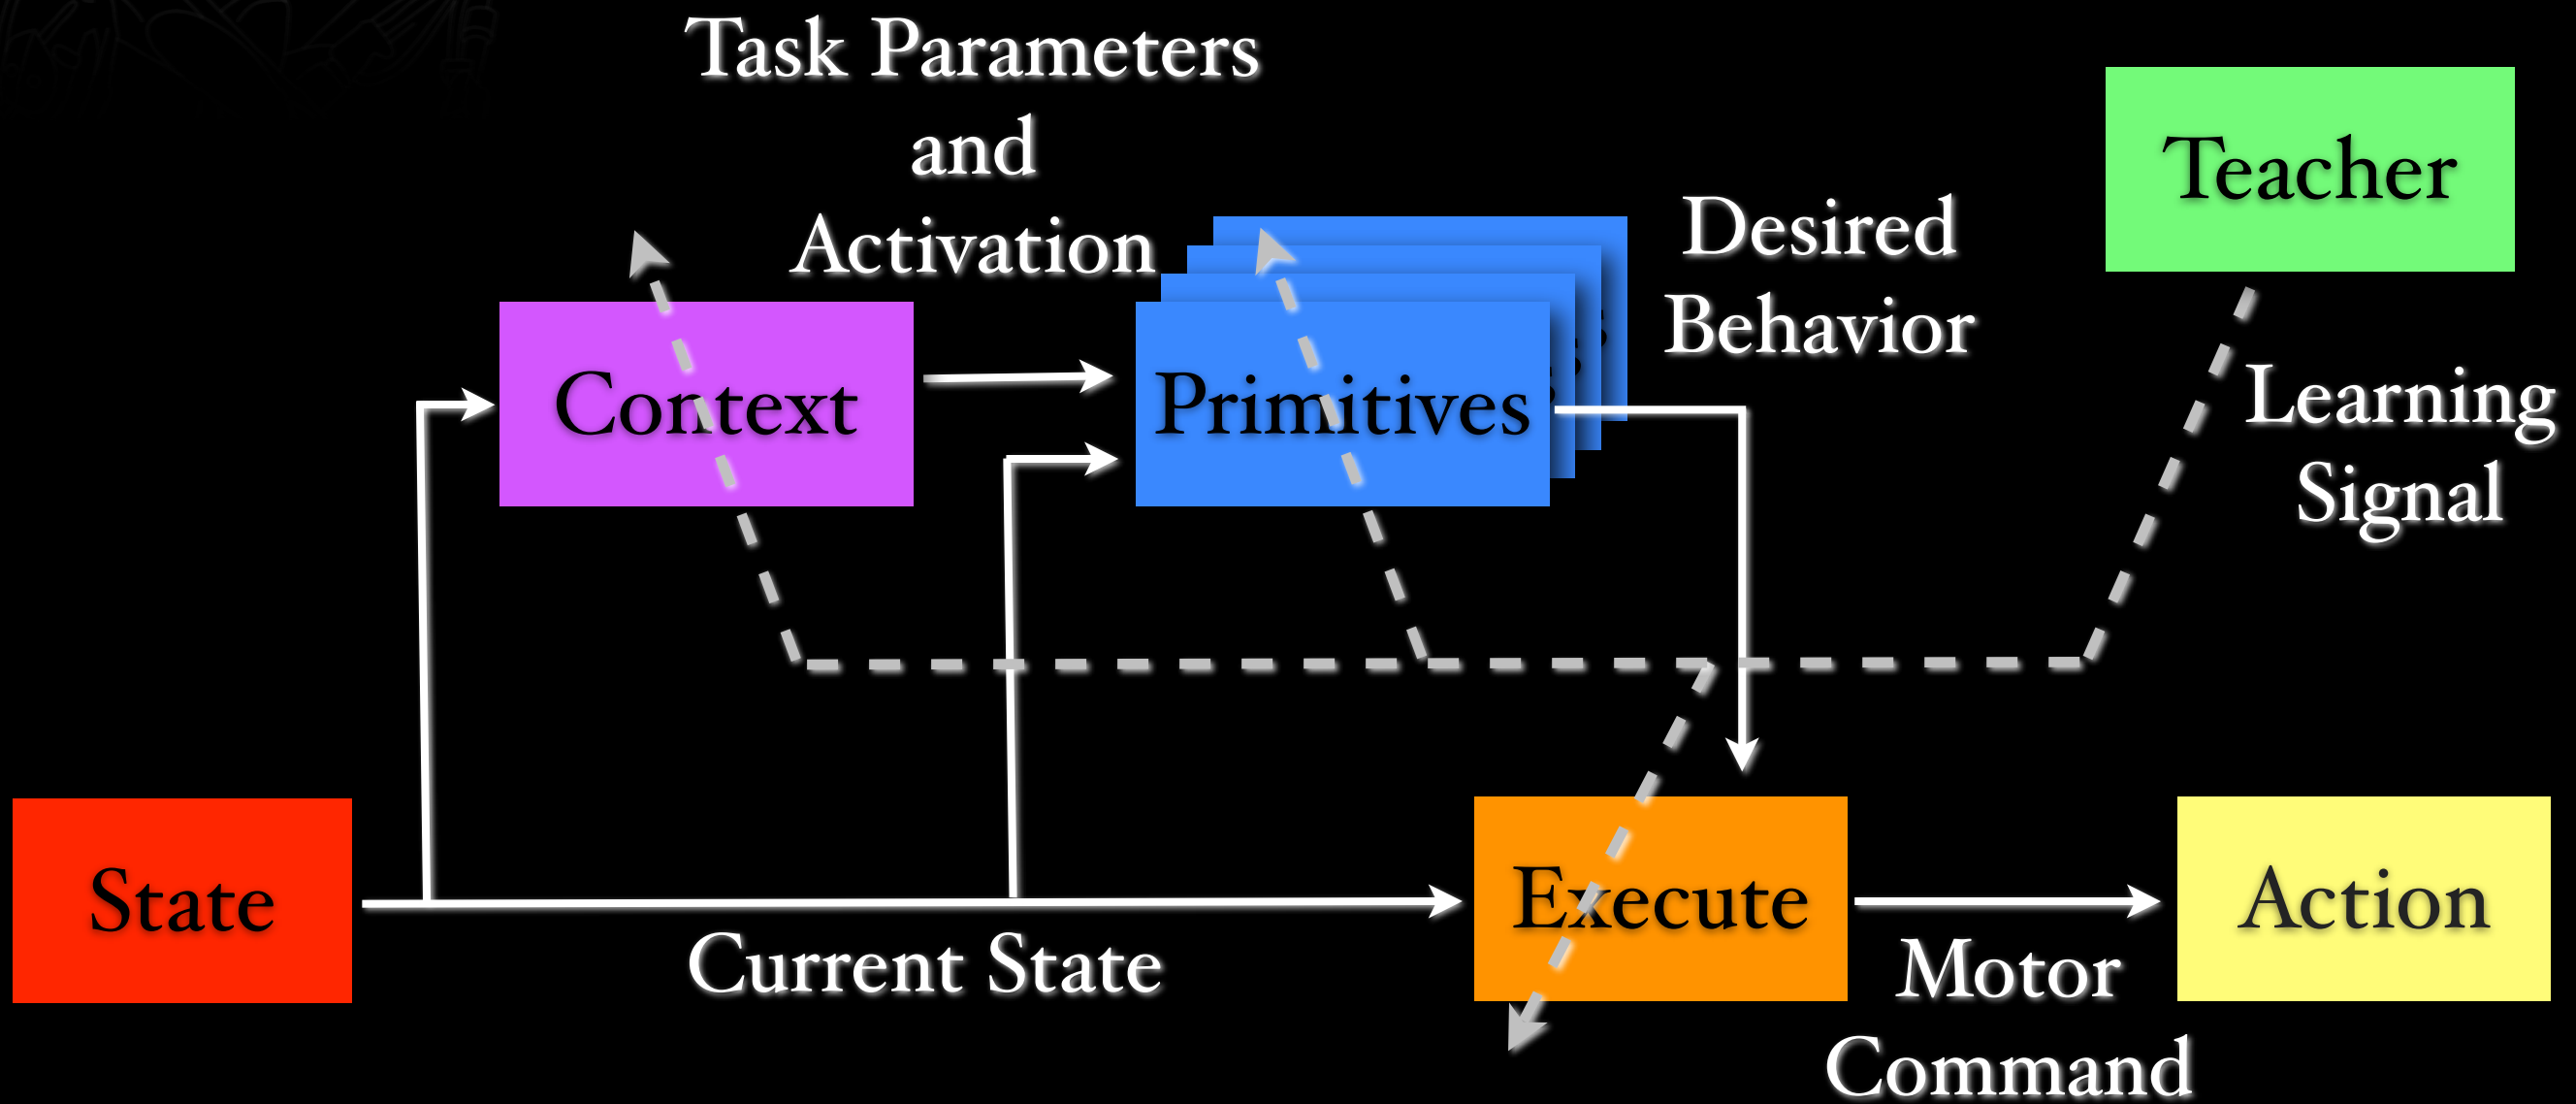 Task Parameters
and
Activation
Teacher
Desired
Behavior
Context
Primitives
Learning
Signal
State
Execute
Action
Current State
Motor
Command